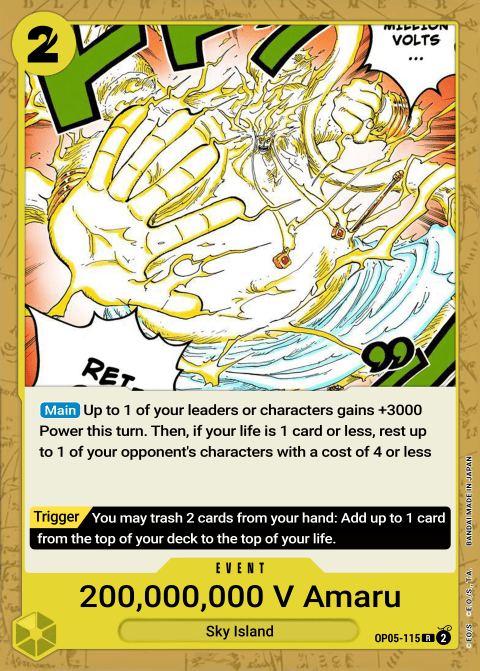 2
MILLION
VOLTS
...
Main Up to 1 of your leaders or characters gains +3000
Power this turn. Then, if your life is 1 card or less, rest up
to 1 of your opponent's characters with a cost of 4 or less
Trigger You may trash 2 cards from your hand: Add up to 1 card
from the top of your deck to the top of your life.
EVENT
200,000,000 V Amaru
Sky Island
OP05-115 R 2
BANDAI MADE IN JAPAN